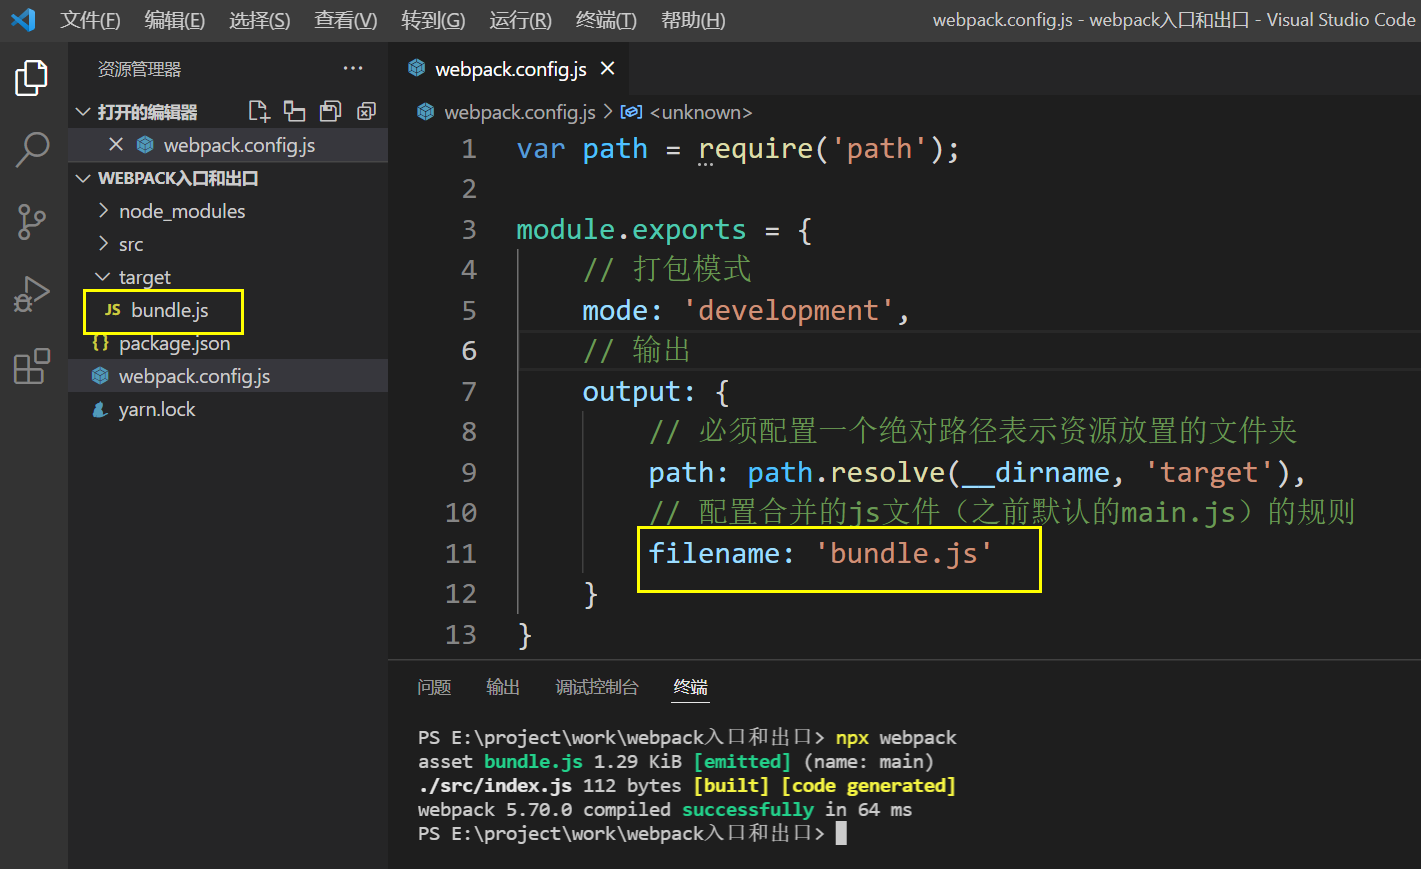 文件(F) 编辑(E) 选择(S) 查看(V) 转到(G) 运行(R) 终端(T) 帮助(H) webpack.config.js - webpack入口和出口 - Visual Studio Code
资源管理器 ···
打开的编辑器
webpack.config.js
WEBPACK入口和出口
node_modules
src
target
JS bundle.js
{} package.json
webpack.config.js
yarn.lock
webpack.config.js
webpack.config.js > <unknown>
1 var path = require('path');
2
3 module.exports = {
4 // 打包模式
5 mode: 'development',
6 // 输出
7 output: {
8 // 必须配置一个绝对路径表示资源放置的文件夹
9 path: path.resolve(__dirname, 'target'),
10 // 配置合并的js文件（之前默认的main.js）的规则
11 filename: 'bundle.js'
12 }
13 }
问题 输出 调试控制台 终端
PS E:\project\work\webpack入口和出口> npx webpack
asset bundle.js 1.29 KiB [emitted] (name: main)
./src/index.js 112 bytes [built] [code generated]
webpack 5.70.0 compiled successfully in 64 ms
PS E:\project\work\webpack入口和出口>